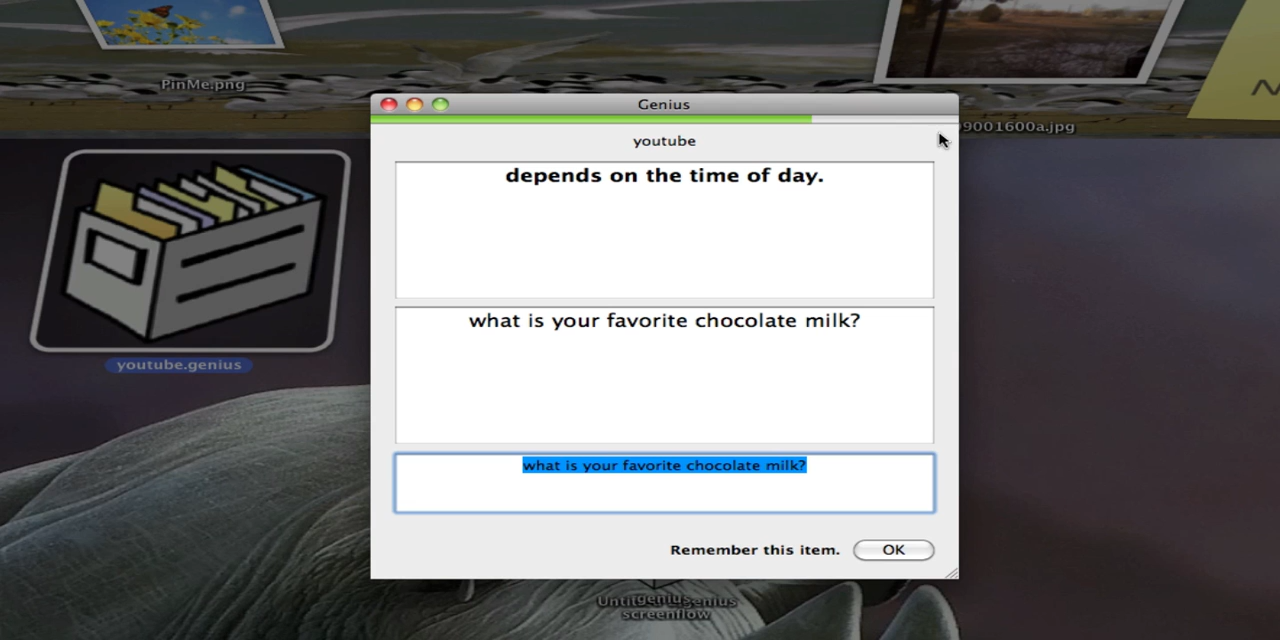 PinMe.png
Genius
9001600a.jpg
youtube
depends on the time of day.
what is your favorite chocolate milk?
youtube.genius
what is your favorite chocolate milk?
Remember this item. OK
genius
screenflow